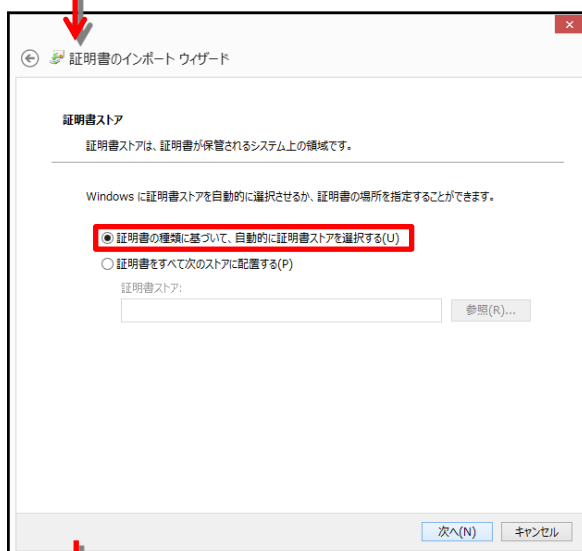 証明書のインポート ウィザード
証明書ストア
証明書ストアは、証明書が保管されるシステム上の領域です。
Windows に証明書ストアを自動的に選択させるか、証明書の場所を指定することができます。
証明書の種類に基づいて、自動的に証明書ストアを選択する(U)
証明書をすべて次のストアに配置する(P)
証明書ストア:
参照(R)...
次へ(N) キャンセル